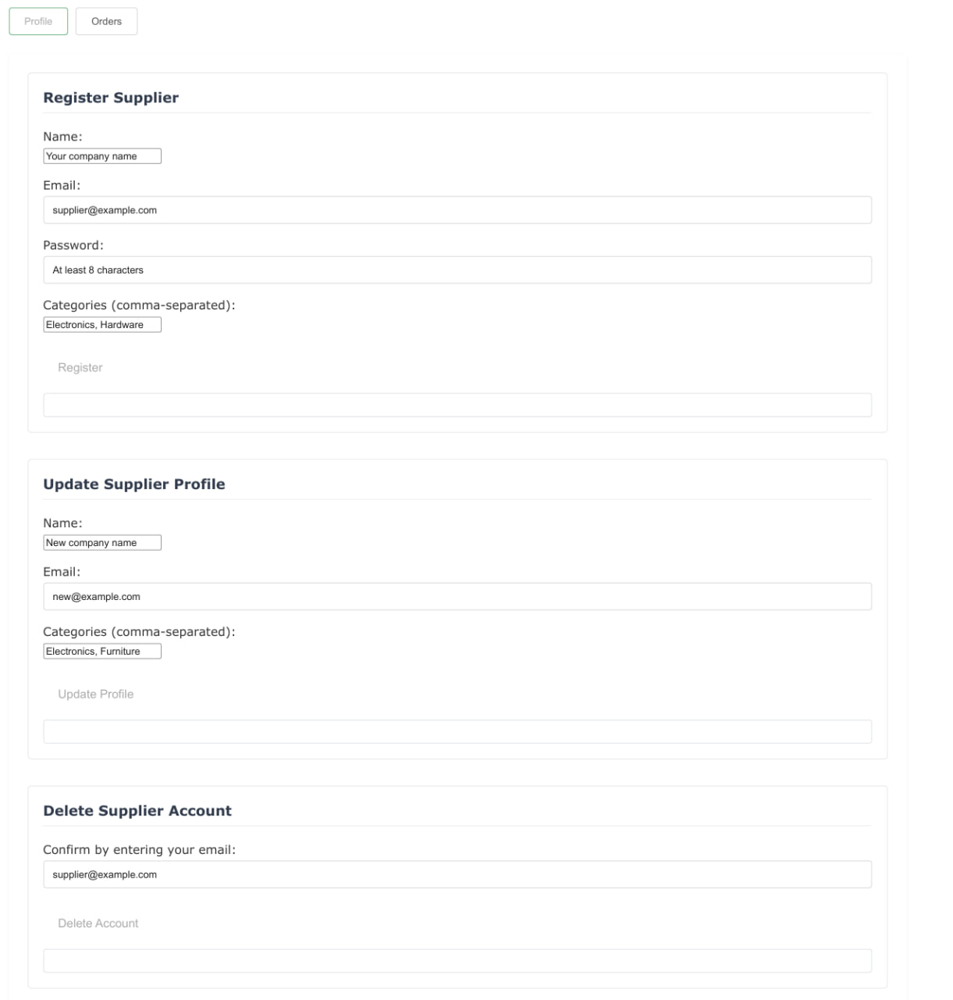 Profile
Orders
Register Supplier
Name:
Your company name
Email:
supplier@example.com
Password:
At least 8 characters
Categories (comma-separated):
Electronics, Hardware
Register
Update Supplier Profile
Name:
New company name
Email:
new@example.com
Categories (comma-separated):
Electronics, Furniture
Update Profile
Delete Supplier Account
Confirm by entering your email:
supplier@example.com
Delete Account